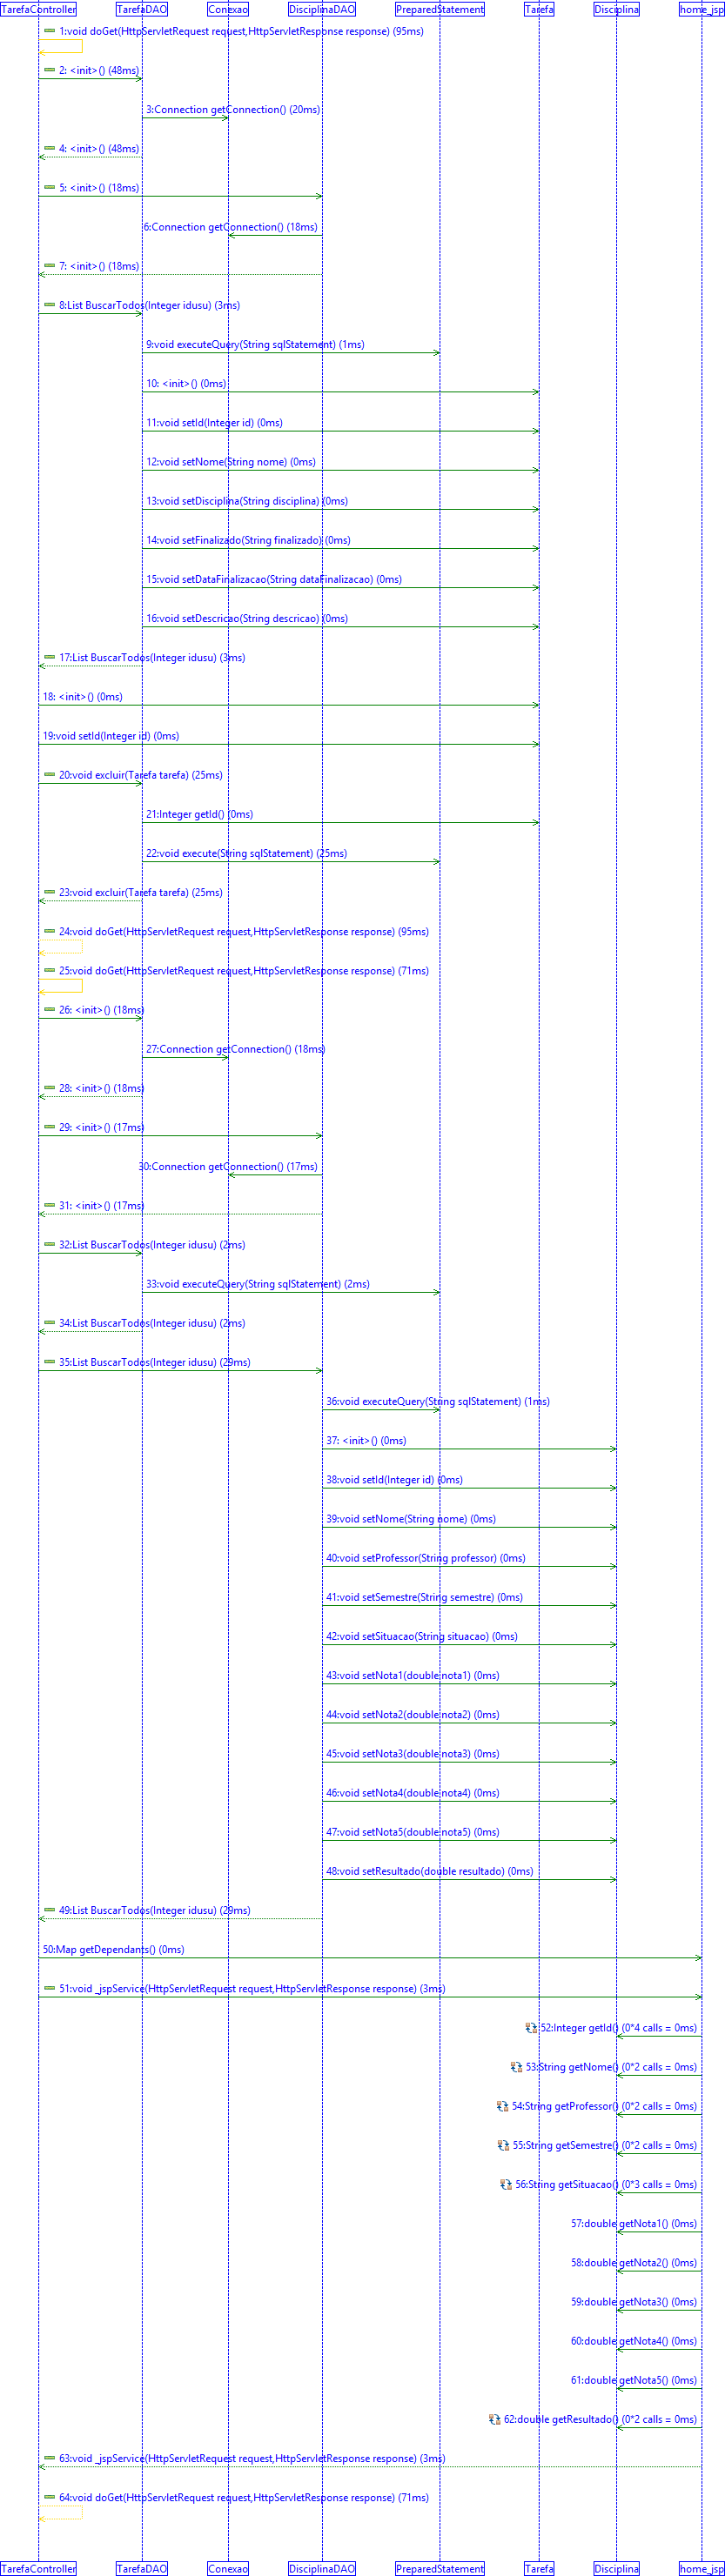 TarefaController TarefaDAO Conexao DisciplinaDAO PreparedStatement Tarefa Disciplina home_jsp
1:void doGet(HttpServletRequest request,HttpServletResponse response) (95ms)
2: <init>() (48ms)
3:Connection getConnection() (20ms)
4: <init>() (48ms)
5: <init>() (18ms)
6:Connection getConnection() (18ms)
7: <init>() (18ms)
8:List BuscarTodos(Integer idusu) (3ms)
9:void executeQuery(String sqlStatement) (1ms)
10: <init>() (0ms)
11:void setId(Integer id) (0ms)
12:void setNome(String nome) (0ms)
13:void setDisciplina(String disciplina) (0ms)
14:void setFinalizado(String finalizado) (0ms)
15:void setDataFinalizacao(String dataFinalizacao) (0ms)
16:void setDescricao(String descricao) (0ms)
17:List BuscarTodos(Integer idusu) (3ms)
18: <init>() (0ms)
19:void setId(Integer id) (0ms)
20:void excluir(Tarefa tarefa) (25ms)
21:Integer getId() (0ms)
22:void execute(String sqlStatement) (25ms)
23:void excluir(Tarefa tarefa) (25ms)
24:void doGet(HttpServletRequest request,HttpServletResponse response) (95ms)
25:void doGet(HttpServletRequest request,HttpServletResponse response) (71ms)
26: <init>() (18ms)
27:Connection getConnection() (18ms)
28: <init>() (18ms)
29: <init>() (17ms)
30:Connection getConnection() (17ms)
31: <init>() (17ms)
32:List BuscarTodos(Integer idusu) (2ms)
33:void executeQuery(String sqlStatement) (2ms)
34:List BuscarTodos(Integer idusu) (2ms)
35:List BuscarTodos(Integer idusu) (29ms)
36:void executeQuery(String sqlStatement) (1ms)
37: <init>() (0ms)
38:void setId(Integer id) (0ms)
39:void setNome(String nome) (0ms)
40:void setProfessor(String professor) (0ms)
41:void setSemestre(String semestre) (0ms)
42:void setSituacao(String situacao) (0ms)
43:void setNota1(double nota1) (0ms)
44:void setNota2(double nota2) (0ms)
45:void setNota3(double nota3) (0ms)
46:void setNota4(double nota4) (0ms)
47:void setNota5(double nota5) (0ms)
48:void setResultado(double resultado) (0ms)
49:List BuscarTodos(Integer idusu) (29ms)
50:Map getDependants() (0ms)
51:void _jspService(HttpServletRequest request,HttpServletResponse response) (3ms)
52:Integer getId() (0*4 calls = 0ms)
53:String getNome() (0*2 calls = 0ms)
54:String getProfessor() (0*2 calls = 0ms)
55:String getSemestre() (0*2 calls = 0ms)
56:String getSituacao() (0*3 calls = 0ms)
57:double getNota1() (0ms)
58:double getNota2() (0ms)
59:double getNota3() (0ms)
60:double getNota4() (0ms)
61:double getNota5() (0ms)
62:double getResultado() (0*2 calls = 0ms)
63:void _jspService(HttpServletRequest request,HttpServletResponse response) (3ms)
64:void doGet(HttpServletRequest request,HttpServletResponse response) (71ms)
TarefaController TarefaDAO Conexao DisciplinaDAO PreparedStatement Tarefa Disciplina home_jsp